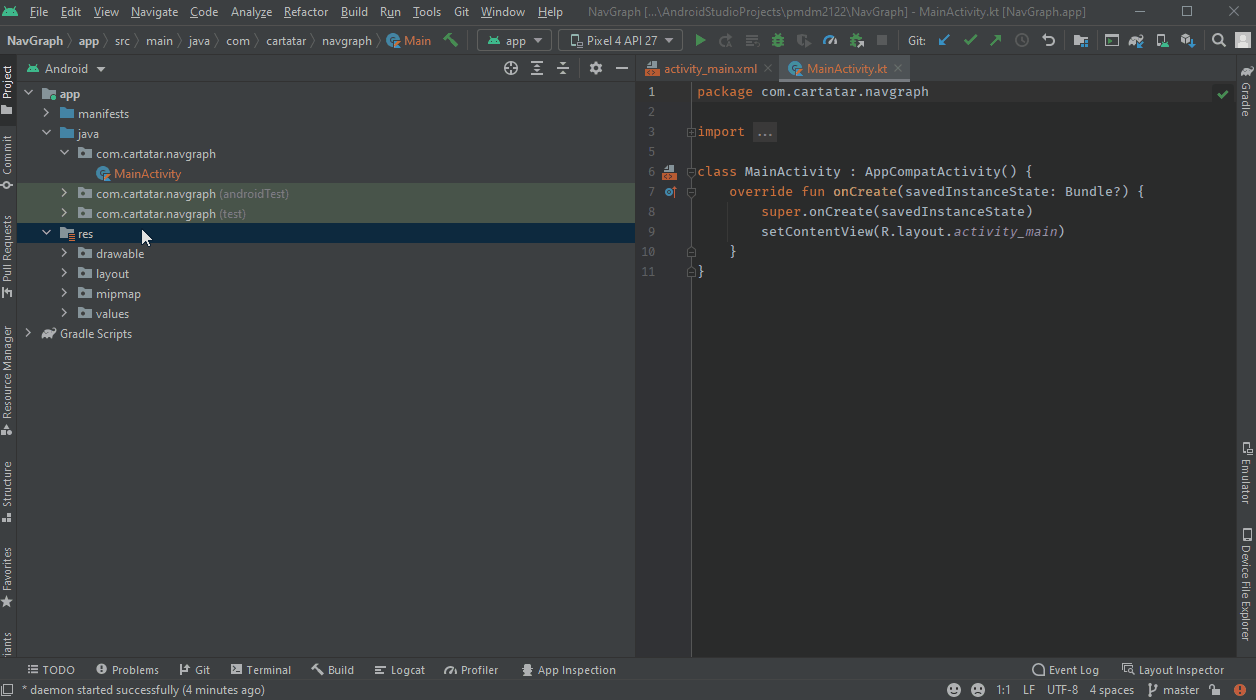 File Edit View Navigate Code Analyze Refactor Build Run Tools Git Window Help NavGraph [...\AndroidStudioProjects\pmdm2122\NavGraph] - MainActivity.kt [NavGraph.app]
NavGraph app src main java com cartatar navgraph Main app Pixel 4 API 27 Git:
Project
Commit
Pull Requests
Resource Manager
Structure
Favorites
iants
Android
app
manifests
java
com.cartatar.navgraph
MainActivity
com.cartatar.navgraph (androidTest)
com.cartatar.navgraph (test)
res
drawable
layout
mipmap
values
Gradle Scripts
activity_main.xml MainActivity.kt
1 package com.cartatar.navgraph
2
3 import ...
5
6 class MainActivity : AppCompatActivity() {
7 override fun onCreate(savedInstanceState: Bundle?) {
8 super.onCreate(savedInstanceState)
9 setContentView(R.layout.activity_main)
10 }
11 }
Gradle
Emulator
Device File Explorer
TODO Problems Git Terminal Build Logcat Profiler App Inspection Event Log Layout Inspector
* daemon started successfully (4 minutes ago) 1:1 LF UTF-8 4 spaces master